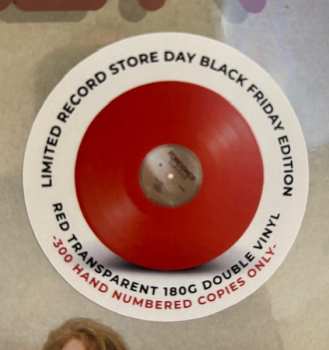 LIMITED RECORD STORE DAY BLACK FRIDAY EDITION
RED TRANSPARENT 180G DOUBLE VINYL
-300 HAND NUMBERED COPIES ONLY-